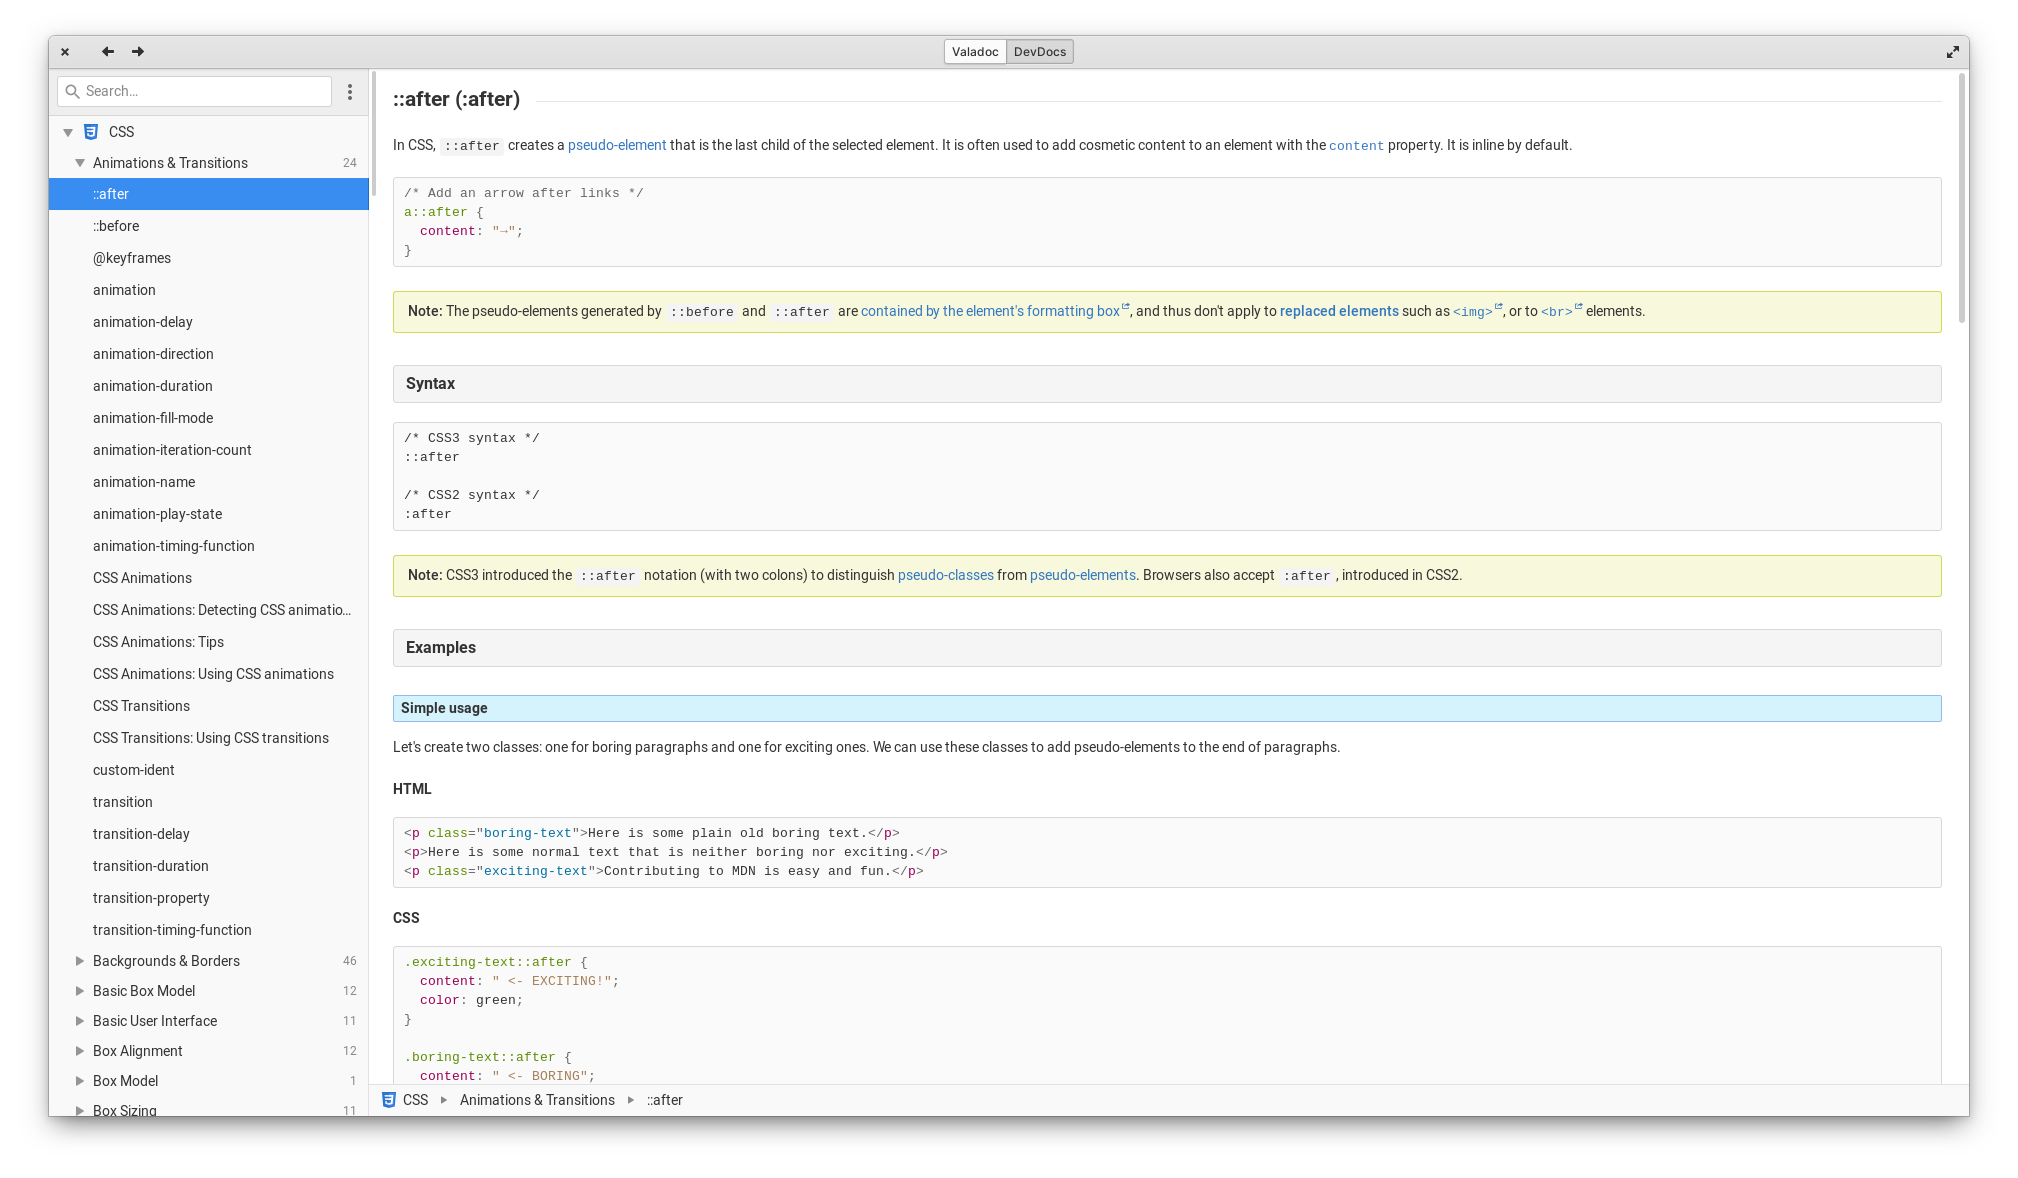 Valadoc DevDocs
Search...
CSS
Animations & Transitions 24
::after
::before
@keyframes
animation
animation-delay
animation-direction
animation-duration
animation-fill-mode
animation-iteration-count
animation-name
animation-play-state
animation-timing-function
CSS Animations
CSS Animations: Detecting CSS animatio...
CSS Animations: Tips
CSS Animations: Using CSS animations
CSS Transitions
CSS Transitions: Using CSS transitions
custom-ident
transition
transition-delay
transition-duration
transition-property
transition-timing-function
Backgrounds & Borders 46
Basic Box Model 12
Basic User Interface 11
Box Alignment 12
Box Model 1
Box Sizing 11
::after (:after)
In CSS, ::after creates a pseudo-element that is the last child of the selected element. It is often used to add cosmetic content to an element with the content property. It is inline by default.
/* Add an arrow after links */
a::after {
  content: "→";
}
Note: The pseudo-elements generated by ::before and ::after are contained by the element's formatting box, and thus don't apply to replaced elements such as <img>, or to <br> elements.
Syntax
/* CSS3 syntax */
::after
/* CSS2 syntax */
:after
Note: CSS3 introduced the ::after notation (with two colons) to distinguish pseudo-classes from pseudo-elements. Browsers also accept :after, introduced in CSS2.
Examples
Simple usage
Let's create two classes: one for boring paragraphs and one for exciting ones. We can use these classes to add pseudo-elements to the end of paragraphs.
HTML
<p class="boring-text">Here is some plain old boring text.</p>
<p>Here is some normal text that is neither boring nor exciting.</p>
<p class="exciting-text">Contributing to MDN is easy and fun.</p>
CSS
.exciting-text::after {
  content: " <- EXCITING!";
  color: green;
}
.boring-text::after {
  content: " <- BORING";
CSS Animations & Transitions ::after